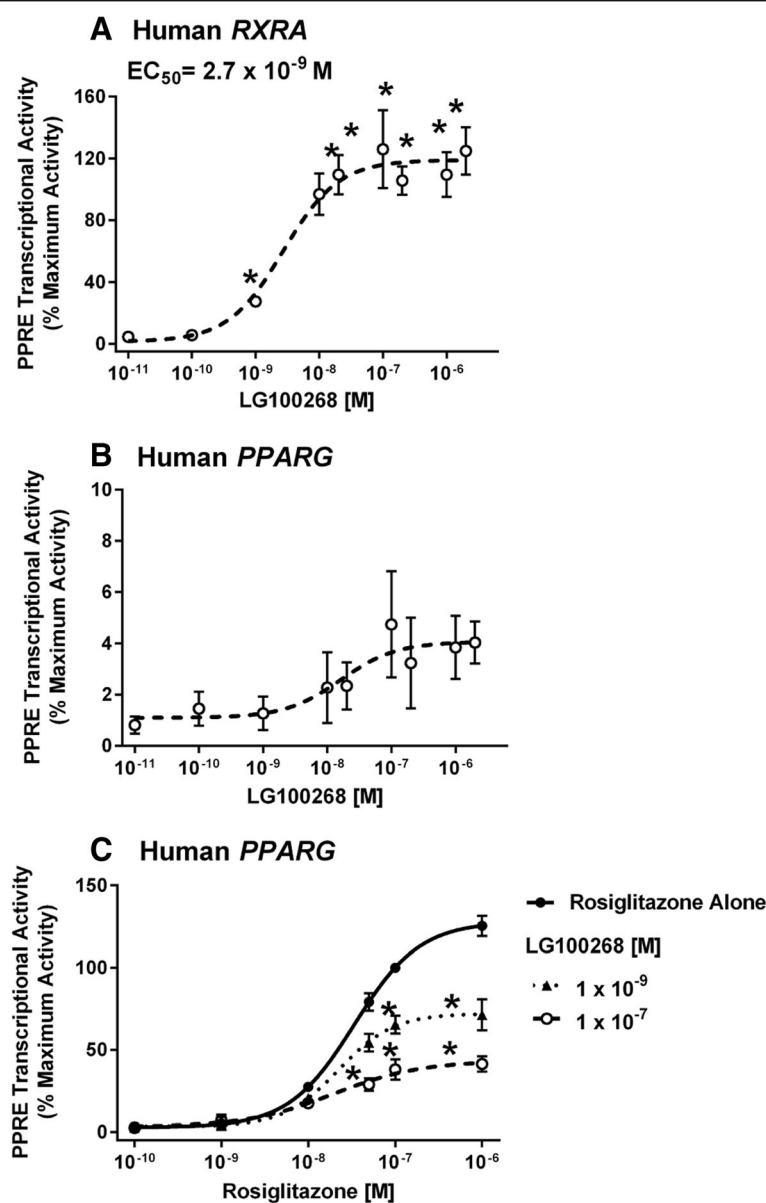 A Human RXRA
EC50= 2.7 x 10-9 M
PPRE Transcriptional Activity
(% Maximum Activity)
160
120
80
40
0
10-11 10-10 10-9 10-8 10-7 10-6
LG100268 [M]
* * * * * * *
B Human PPARG
PPRE Transcriptional Activity
(% Maximum Activity)
10
8
6
4
2
0
10-11 10-10 10-9 10-8 10-7 10-6
LG100268 [M]
C Human PPARG
PPRE Transcriptional Activity
(% Maximum Activity)
150
100
50
0
10-10 10-9 10-8 10-7 10-6
Rosiglitazone [M]
* * * * *
Rosiglitazone Alone
LG100268 [M]
1 x 10-9
1 x 10-7